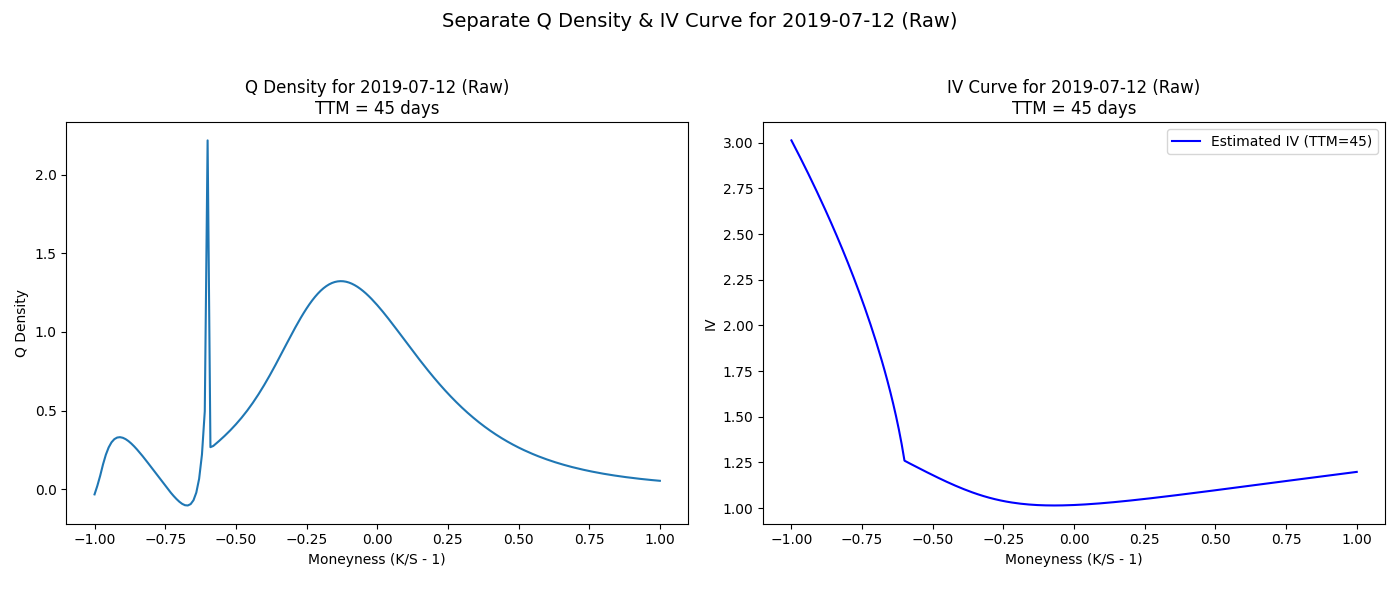 Separate Q Density & IV Curve for 2019-07-12 (Raw)
Q Density for 2019-07-12 (Raw)
TTM = 45 days
Q Density
2.0
1.5
1.0
0.5
0.0
−1.00 −0.75 −0.50 −0.25 0.00 0.25 0.50 0.75 1.00
Moneyness (K/S - 1)
IV Curve for 2019-07-12 (Raw)
TTM = 45 days
Estimated IV (TTM=45)
IV
3.00
2.75
2.50
2.25
2.00
1.75
1.50
1.25
1.00
−1.00 −0.75 −0.50 −0.25 0.00 0.25 0.50 0.75 1.00
Moneyness (K/S - 1)